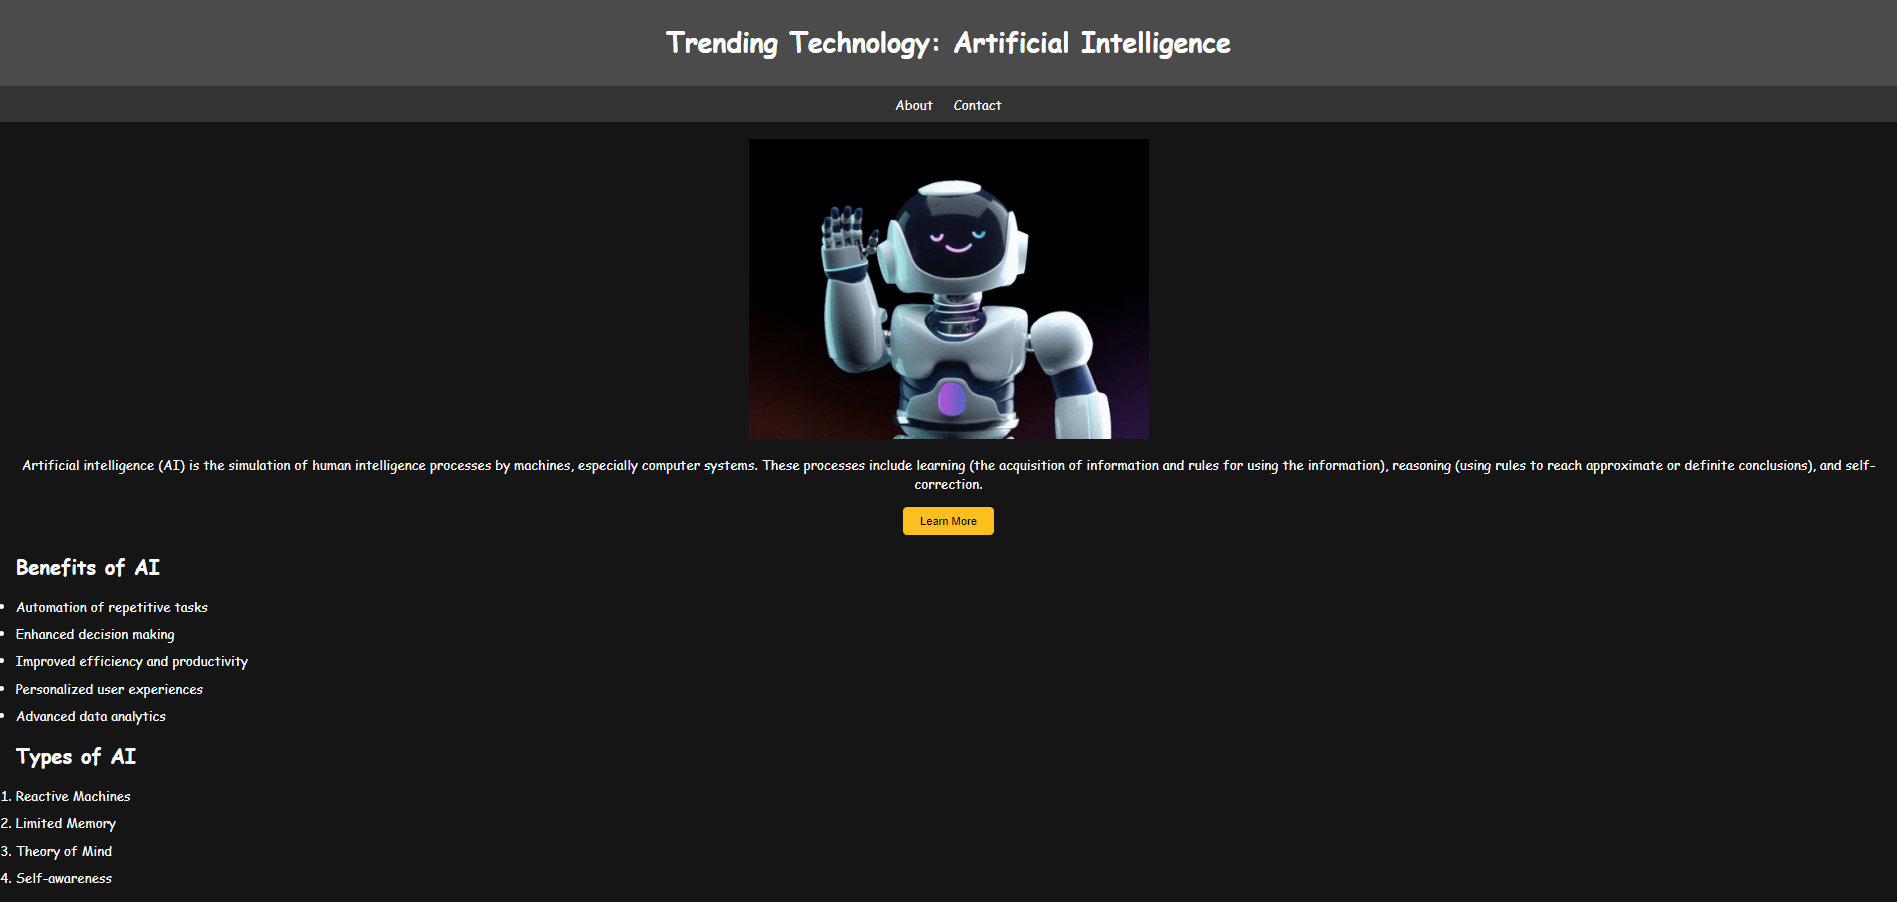 Trending Technology: Artificial Intelligence
About Contact
Artificial intelligence (AI) is the simulation of human intelligence processes by machines, especially computer systems. These processes include learning (the acquisition of information and rules for using the information), reasoning (using rules to reach approximate or definite conclusions), and self-
correction.
Learn More
Benefits of AI
• Automation of repetitive tasks
• Enhanced decision making
• Improved efficiency and productivity
• Personalized user experiences
• Advanced data analytics
Types of AI
1. Reactive Machines
2. Limited Memory
3. Theory of Mind
4. Self-awareness